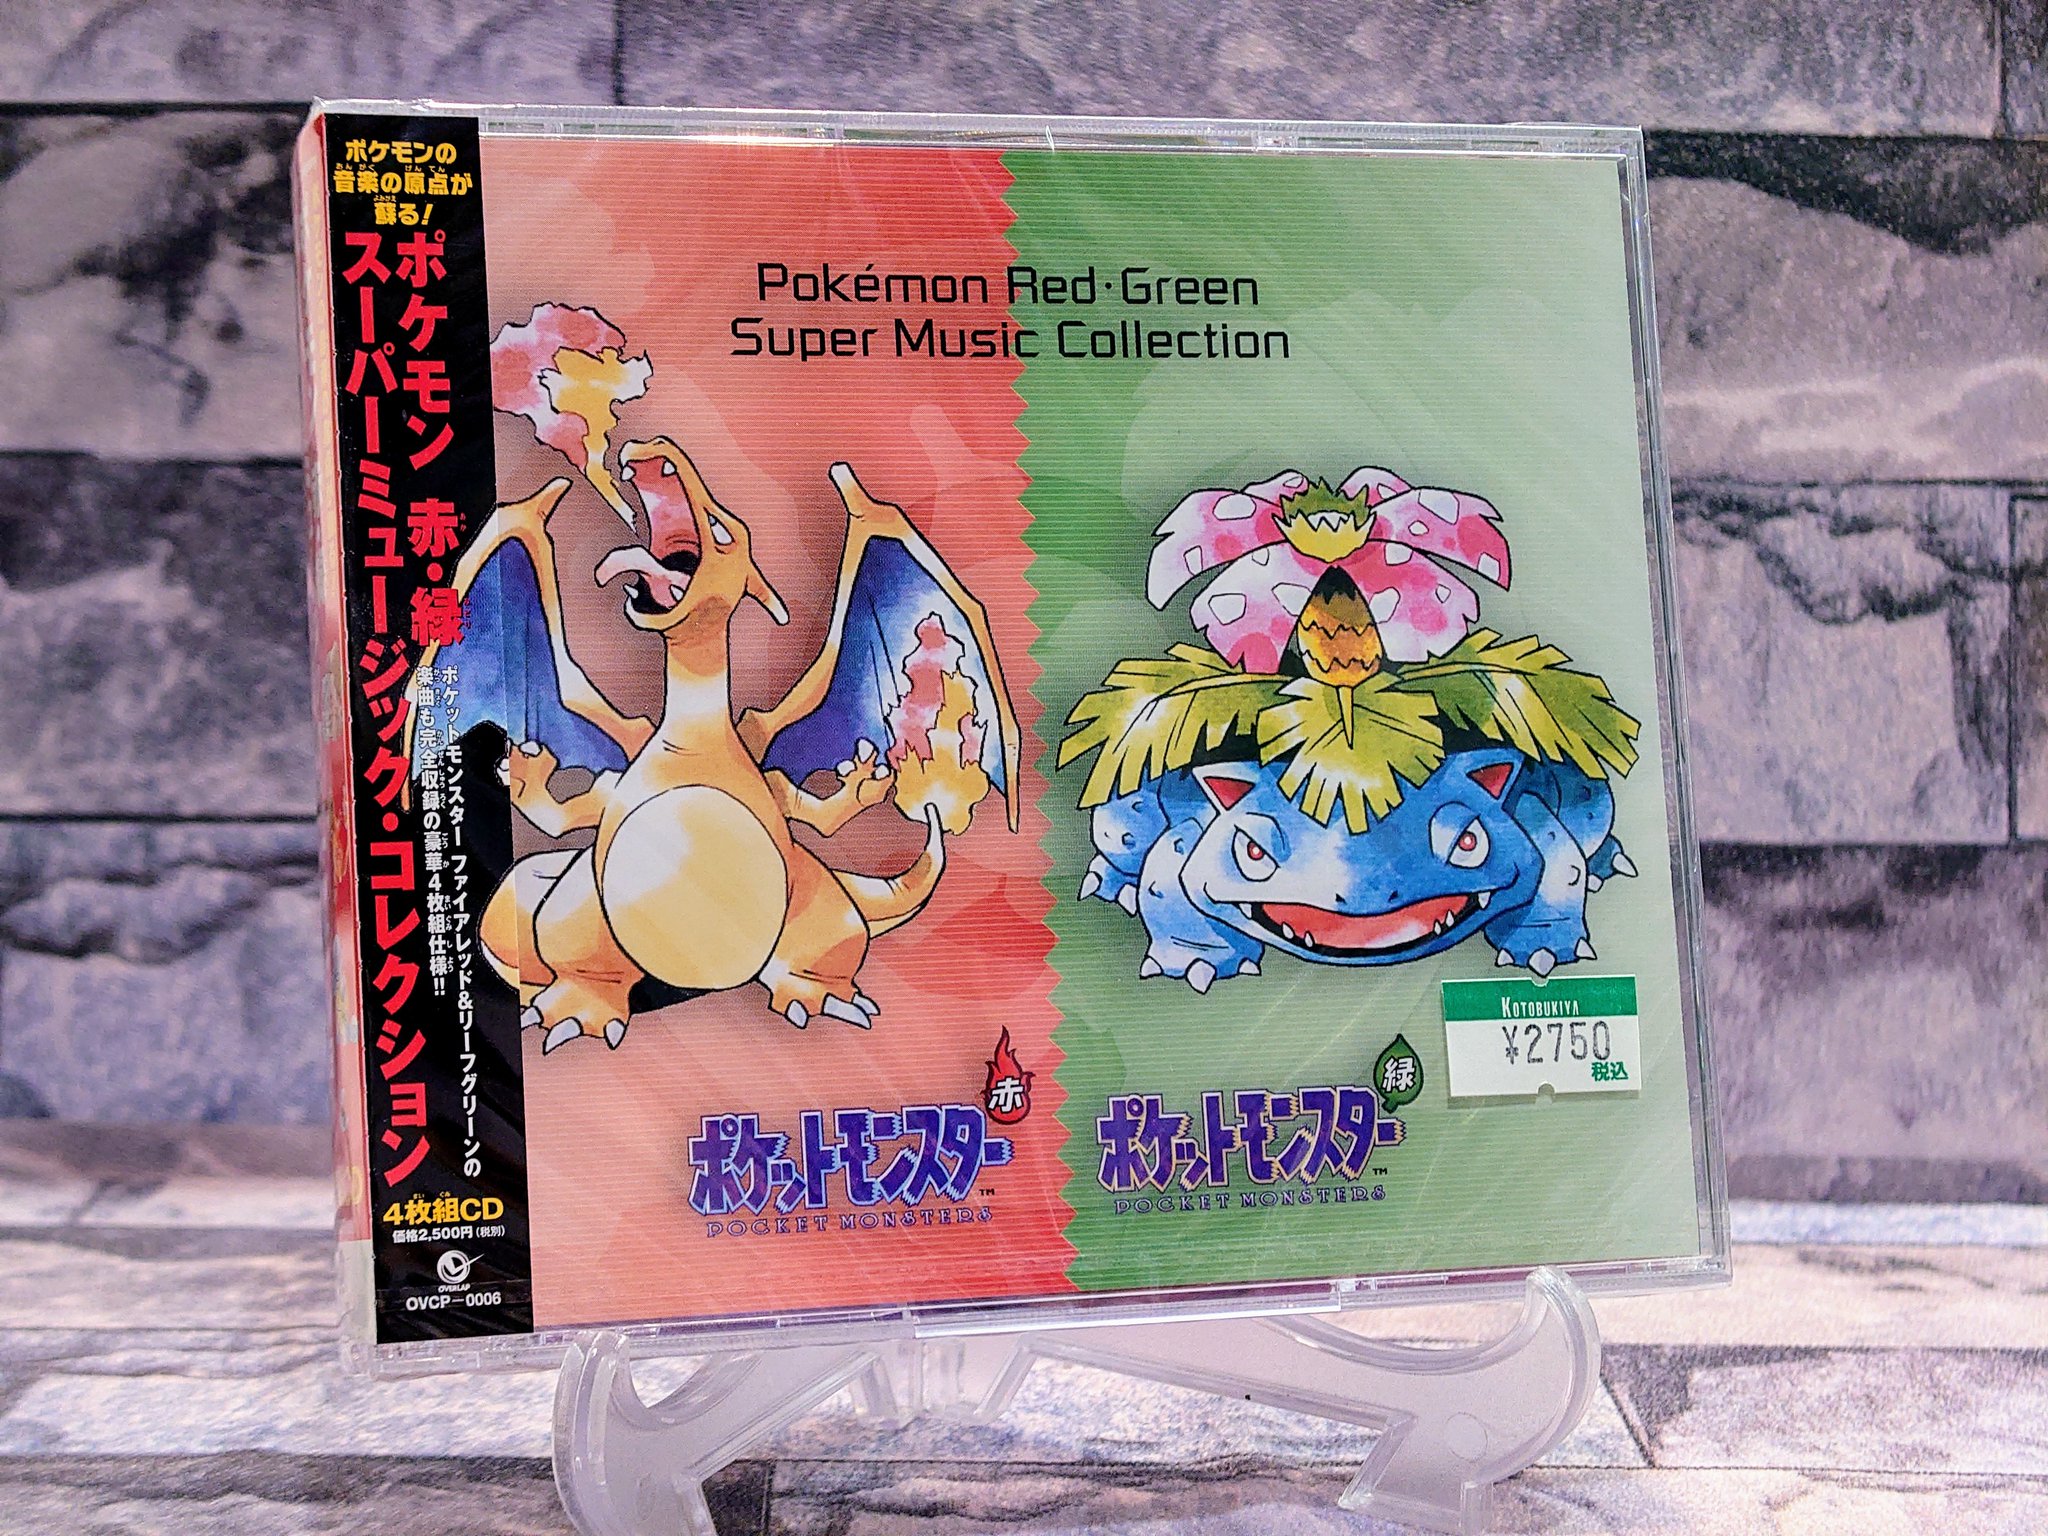 ポケモンの
音楽の原点が
蘇る!
ポケモン 赤・緑
スーパーミュージック・コレクション
ポケットモンスター ファイアレッド&リーフグリーンの
楽曲も完全収録の豪華4枚組仕様!!
4枚組CD
価格2,500円(税別)
OVERLAP
OVCP-0006
Pokémon Red・Green
Super Music Collection
赤
ポケットモンスター™
POCKET MONSTERS
緑
ポケットモンスター™
POCKET MONSTERS
KOTOBUKIYA
¥2750
税込